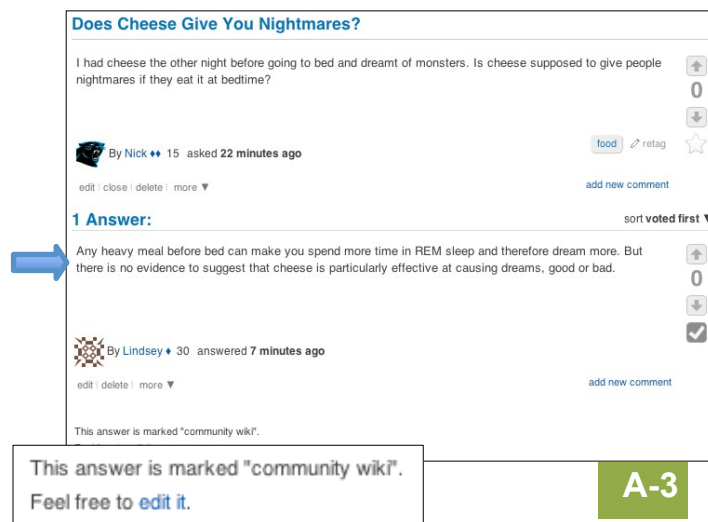 Does Cheese Give You Nightmares?
I had cheese the other night before going to bed and dreamt of monsters. Is cheese supposed to give people
nightmares if they eat it at bedtime?
0
By Nick ♦♦ 15 asked 22 minutes ago
food retag
edit | close | delete | more ▼
add new comment
1 Answer:
sort voted first ▼
Any heavy meal before bed can make you spend more time in REM sleep and therefore dream more. But
there is no evidence to suggest that cheese is particularly effective at causing dreams, good or bad.
0
By Lindsey ♦ 30 answered 7 minutes ago
edit | delete | more ▼
add new comment
This answer is marked "community wiki".
This answer is marked "community wiki".
Feel free to edit it.
A-3